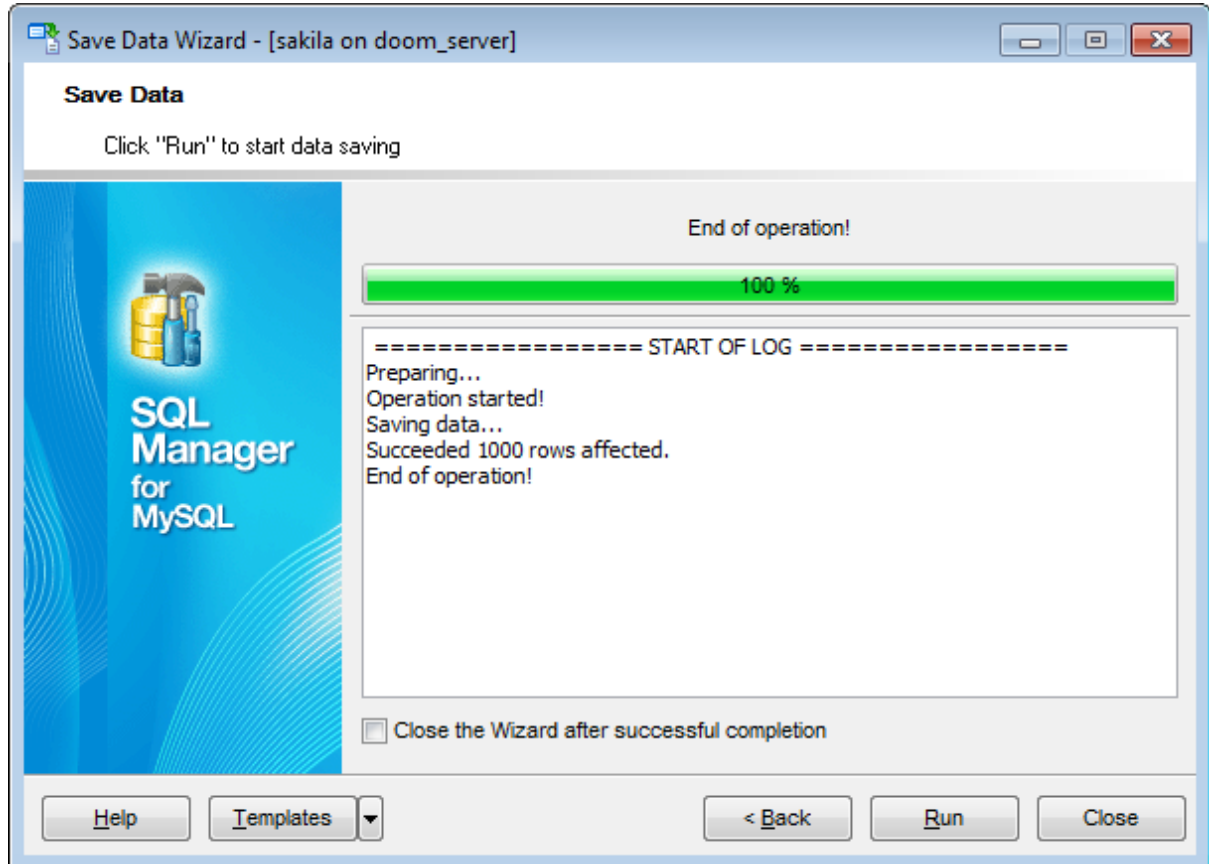 Save Data Wizard - [sakila on doom_server]
Save Data
Click "Run" to start data saving
SQL
Manager
for
MySQL
End of operation!
100 %
================= START OF LOG =================
Preparing...
Operation started!
Saving data...
Succeeded 1000 rows affected.
End of operation!
Close the Wizard after successful completion
Help
Templates
< Back
Run
Close